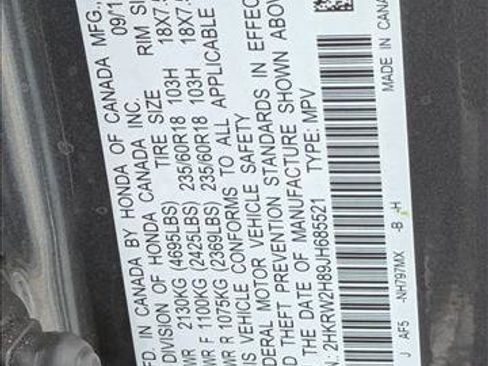 FD. IN CANADA BY HONDA OF CANADA MFG.,
DIVISION OF HONDA CANADA INC. 09/1
TIRE SIZE RIM SI
WR 2130KG (4695LBS)
WR F 1100KG (2425LBS) 235/60R18 103H 18X7.
WR R 1075KG (2369LBS) 235/60R18 103H 18X7.
IS VEHICLE CONFORMS TO ALL APPLICABLE
DERAL MOTOR VEHICLE SAFETY
D THEFT PREVENTION STANDARDS IN EFFEC
THE DATE OF MANUFACTURE SHOWN ABOV
N: 2HKRW2H89JH685521 TYPE: MPV
MADE IN CANA
J AF5 -NH797MX -B -H